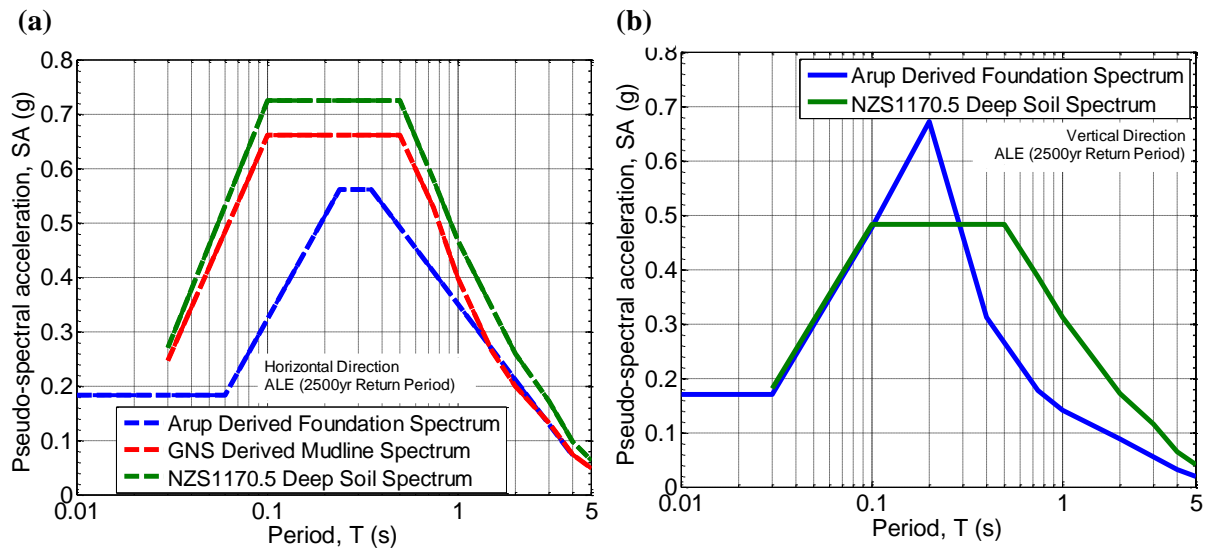 (a)
0.8
0.7
0.6
0.5
0.4
0.3
0.2
0.1
0
Pseudo-spectral acceleration, SA (g)
Horizontal Direction
ALE (2500yr Return Period)
Arup Derived Foundation Spectrum
GNS Derived Mudline Spectrum
NZS1170.5 Deep Soil Spectrum
0.01
0.1
1
5
Period, T (s)
(b)
0.8
0.7
0.6
0.5
0.4
0.3
0.2
0.1
0
Pseudo-spectral acceleration, SA (g)
Arup Derived Foundation Spectrum
NZS1170.5 Deep Soil Spectrum
Vertical Direction
ALE (2500yr Return Period)
0.01
0.1
1
5
Period, T (s)